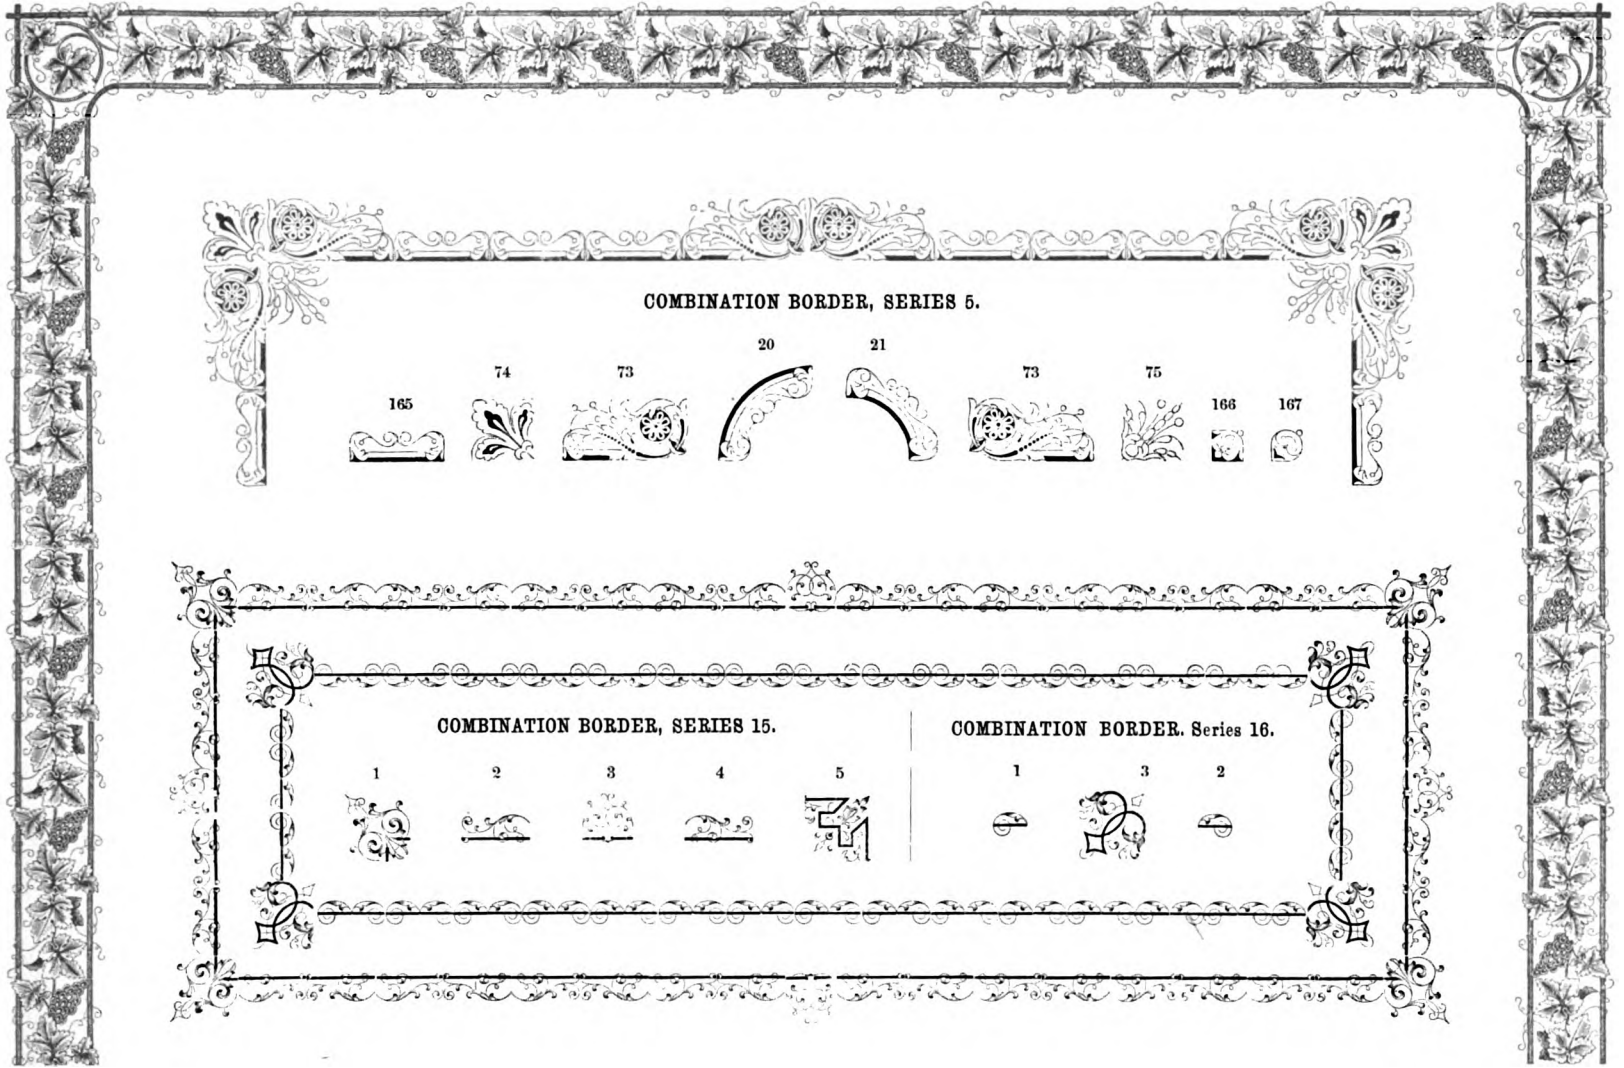 COMBINATION BORDER, SERIES 5.
20 21
74 73 73 75
165 166 167
COMBINATION BORDER, SERIES 15.
1 2 3 4 5
COMBINATION BORDER. Series 16.
1 3 2